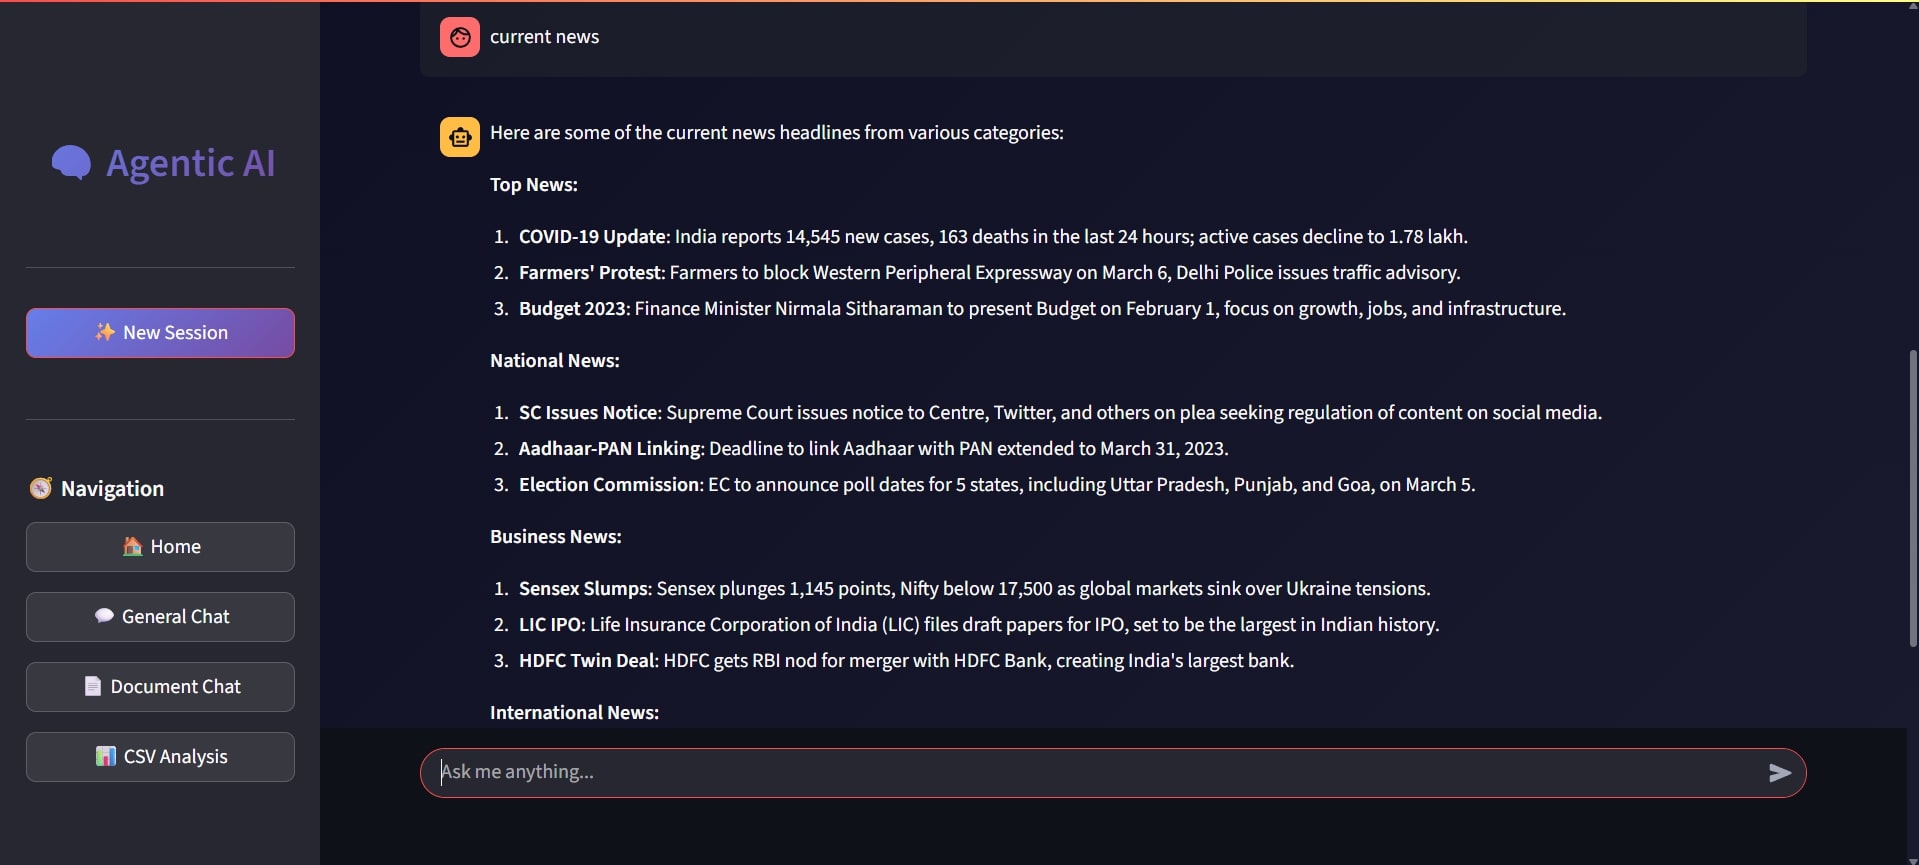 current news
Agentic AI
✨ New Session
🧭 Navigation
🏠 Home
💬 General Chat
📄 Document Chat
📊 CSV Analysis
Here are some of the current news headlines from various categories:
Top News:
1. COVID-19 Update: India reports 14,545 new cases, 163 deaths in the last 24 hours; active cases decline to 1.78 lakh.
2. Farmers' Protest: Farmers to block Western Peripheral Expressway on March 6, Delhi Police issues traffic advisory.
3. Budget 2023: Finance Minister Nirmala Sitharaman to present Budget on February 1, focus on growth, jobs, and infrastructure.
National News:
1. SC Issues Notice: Supreme Court issues notice to Centre, Twitter, and others on plea seeking regulation of content on social media.
2. Aadhaar-PAN Linking: Deadline to link Aadhaar with PAN extended to March 31, 2023.
3. Election Commission: EC to announce poll dates for 5 states, including Uttar Pradesh, Punjab, and Goa, on March 5.
Business News:
1. Sensex Slumps: Sensex plunges 1,145 points, Nifty below 17,500 as global markets sink over Ukraine tensions.
2. LIC IPO: Life Insurance Corporation of India (LIC) files draft papers for IPO, set to be the largest in Indian history.
3. HDFC Twin Deal: HDFC gets RBI nod for merger with HDFC Bank, creating India's largest bank.
International News:
Ask me anything...